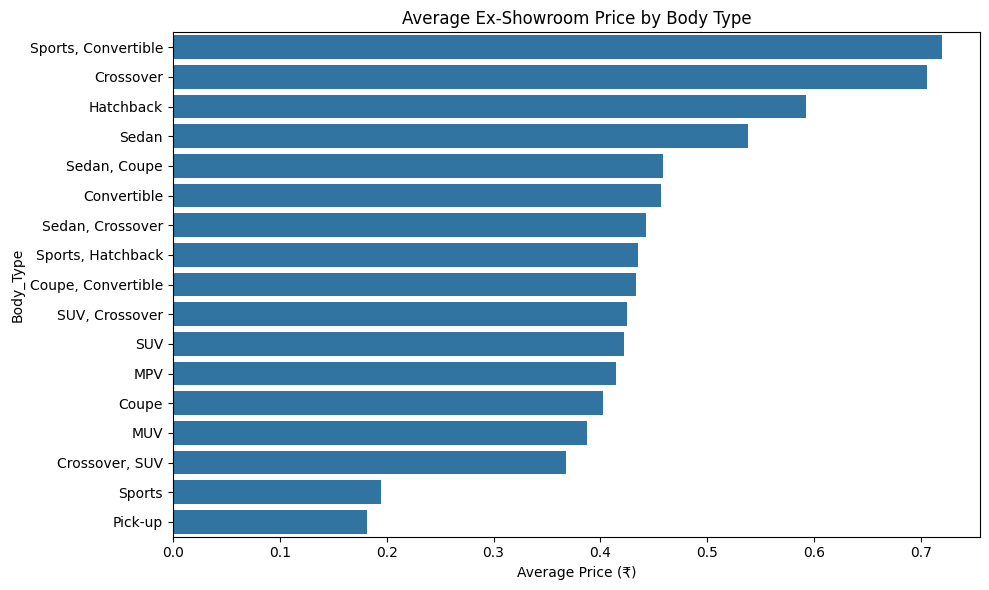 Average Ex-Showroom Price by Body Type
Sports, Convertible
Crossover
Hatchback
Sedan
Sedan, Coupe
Convertible
Sedan, Crossover
Sports, Hatchback
Coupe, Convertible
SUV, Crossover
SUV
MPV
Coupe
MUV
Crossover, SUV
Sports
Pick-up
Body_Type
0.0 0.1 0.2 0.3 0.4 0.5 0.6 0.7
Average Price (₹)